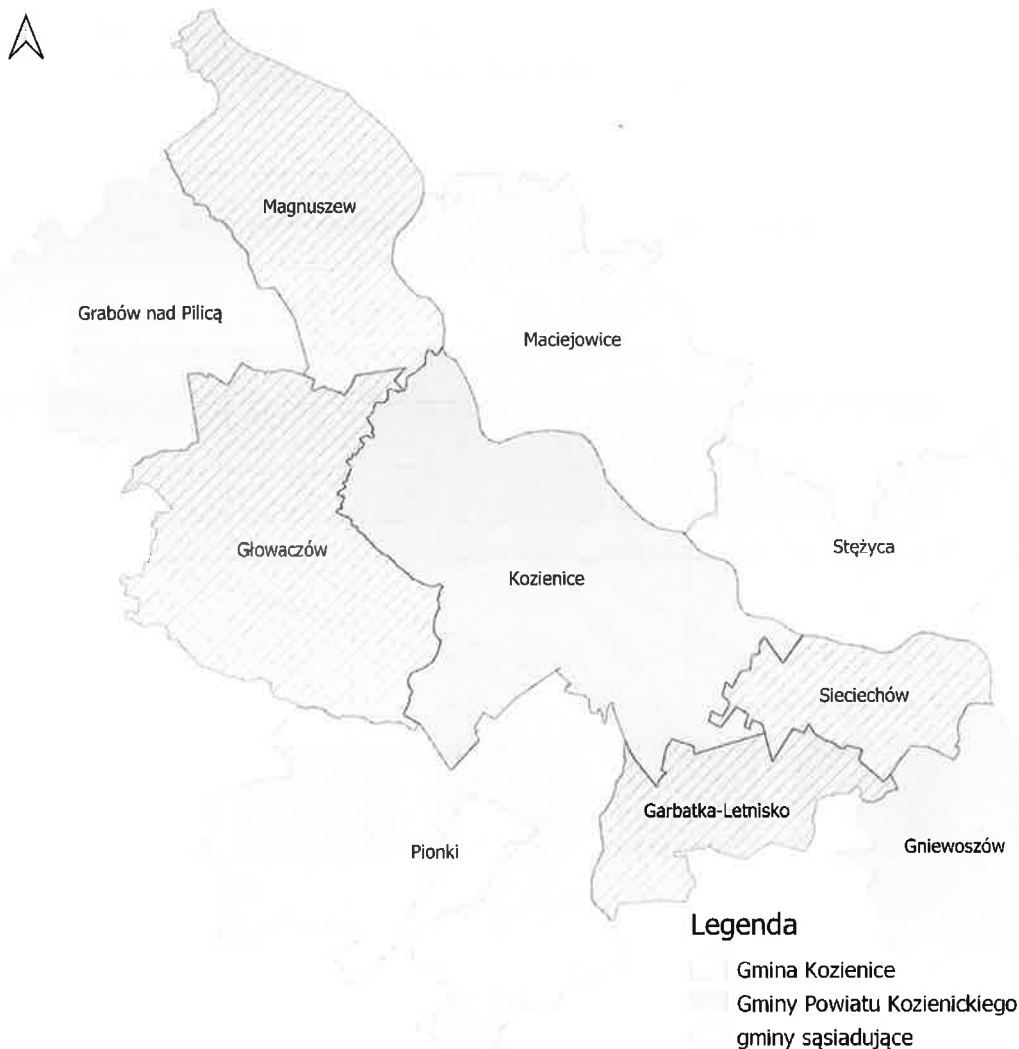 Magnuszew
Grabów nad Pilicą
Maciejowice
Głowaczów
Stężyca
Kozienice
Sieciechów
Garbatka-Letnisko
Pionki
Gniewoszów
Legenda
Gmina Kozienice
Gminy Powiatu Kozienickiego
gminy sąsiadujące